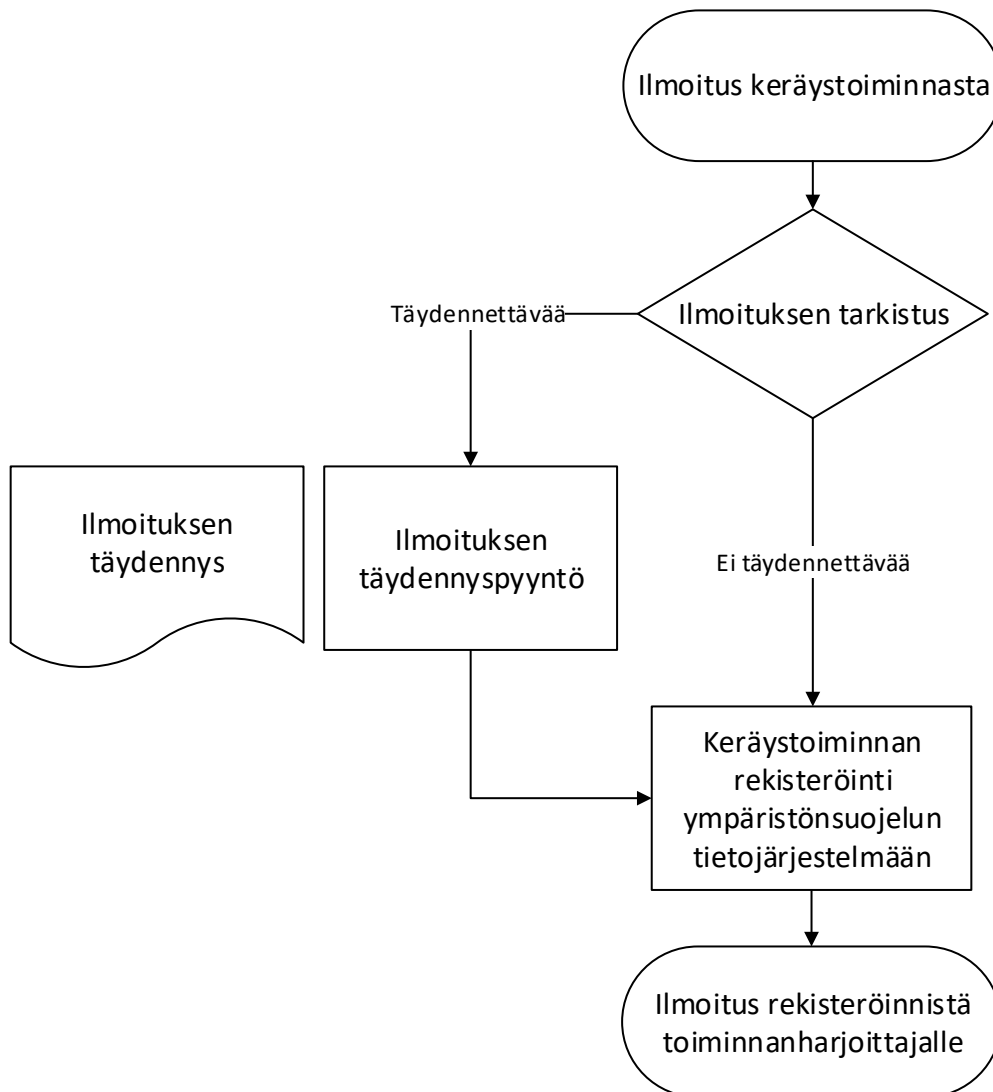 Ilmoitus keräystoiminnasta
Ilmoituksen tarkistus
Täydennettävää
Ilmoituksen
täydennys
Ilmoituksen
täydennyspyyntö
Ei täydennettävää
Keräystoiminnan
rekisteröinti
ympäristönsuojelun
tietojärjestelmään
Ilmoitus rekisteröinnistä
toiminnanharjoittajalle